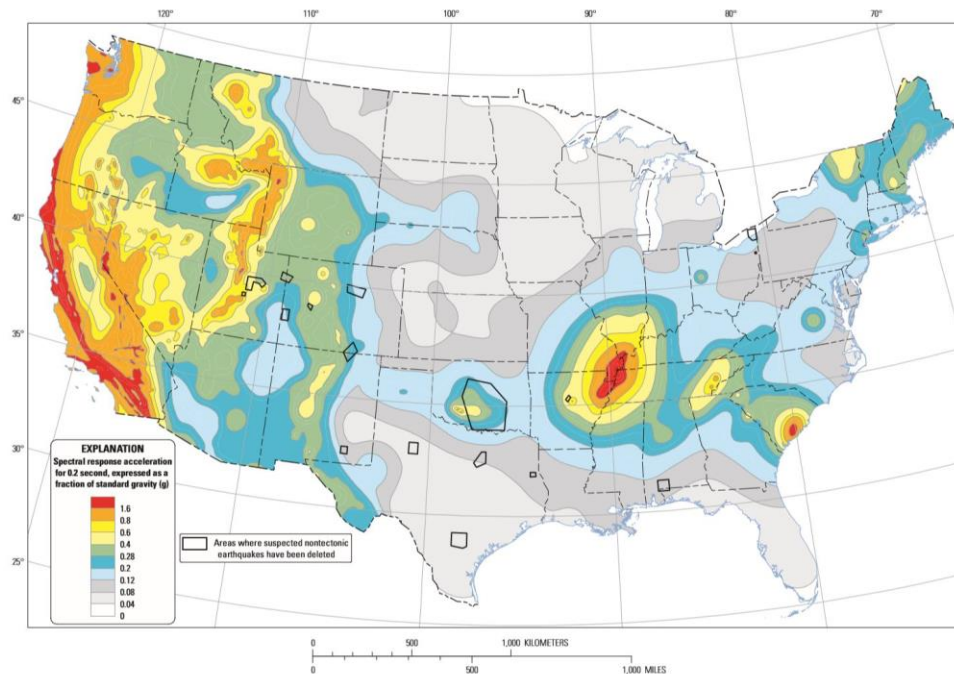 120°
110°
100°
90°
80°
70°
45°
40°
35°
30°
25°
EXPLANATION
Spectral response acceleration
for 0.2 second, expressed as a
fraction of standard gravity (g)
1.6
0.8
0.6
0.4
0.28
0.2
0.12
0.08
0.04
0
Areas where suspected nontectonic
earthquakes have been deleted
0 500 1,000 KILOMETERS
0 500 1,000 MILES